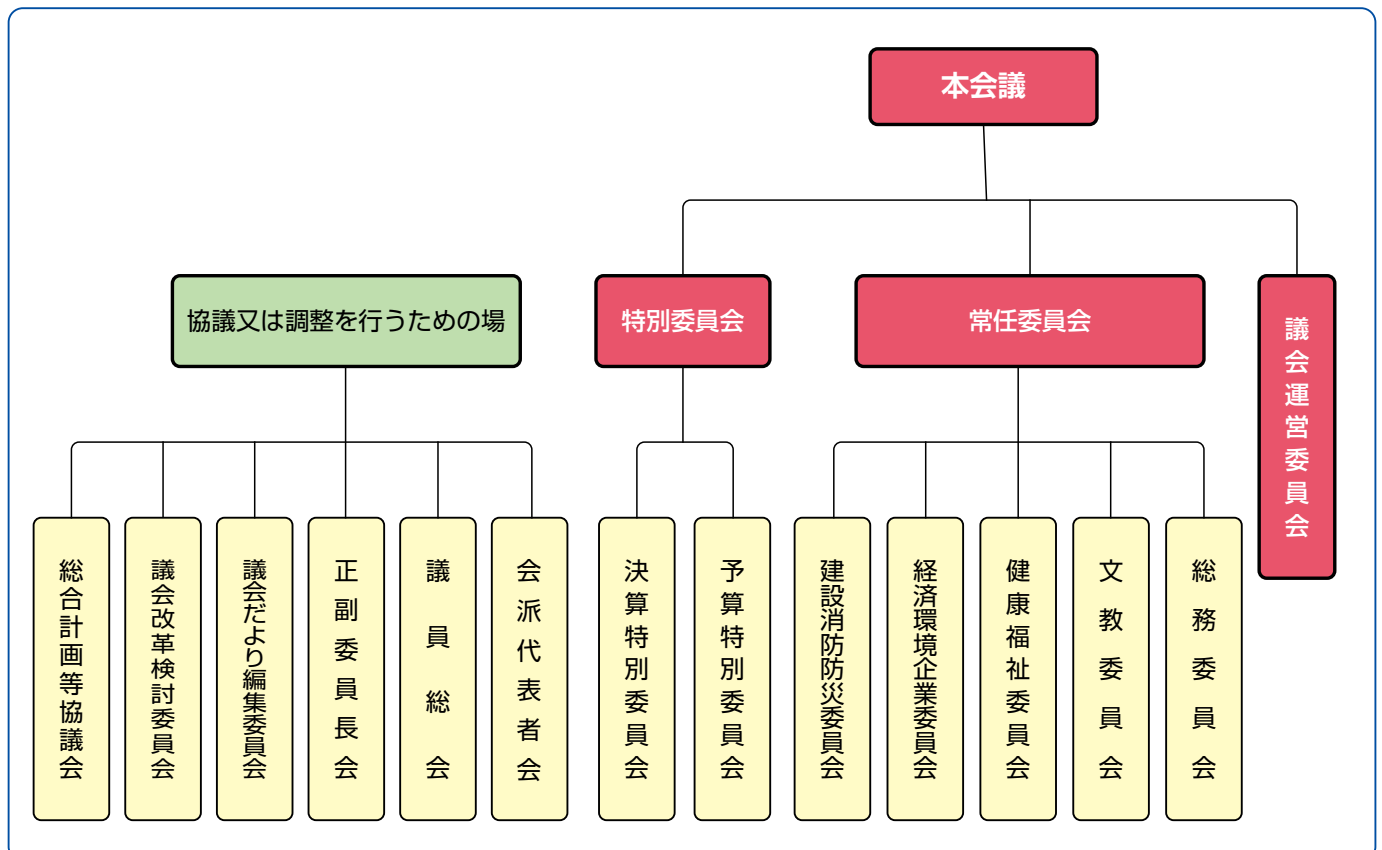 本会議
協議又は調整を行うための場
特別委員会
常任委員会
議会運営委員会
総合計画等協議会
議会改革検討委員会
議会だより編集委員会
正副委員長会
議員総会
会派代表者会
決算特別委員会
予算特別委員会
建設消防防災委員会
経済環境企業委員会
健康福祉委員会
文教委員会
総務委員会